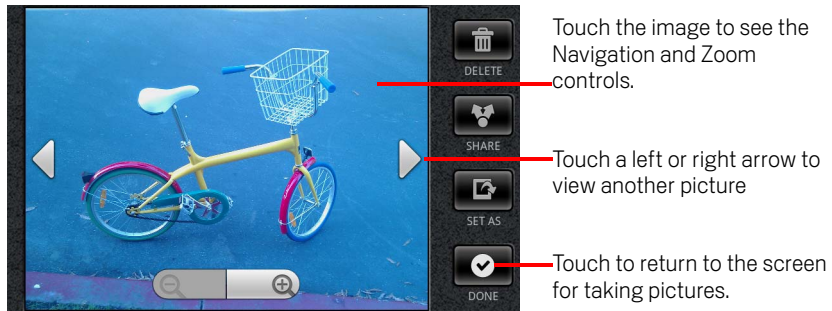 DELETE
SHARE
SET AS
DONE
Touch the image to see the
Navigation and Zoom
controls.
Touch a left or right arrow to
view another picture
Touch to return to the screen
for taking pictures.